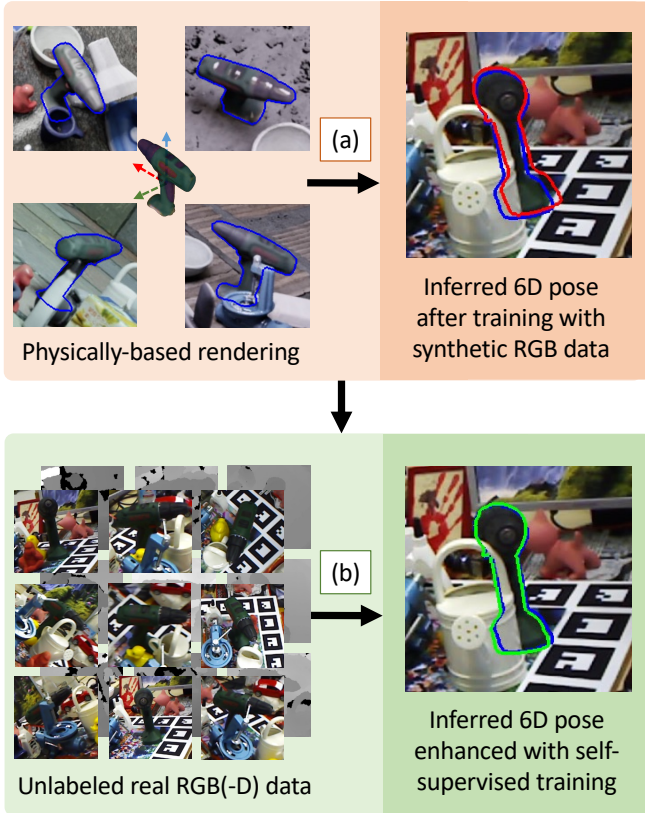 (a)
Physically-based rendering
Inferred 6D pose
after training with
synthetic RGB data
(b)
Unlabeled real RGB(-D) data
Inferred 6D pose
enhanced with self-
supervised training